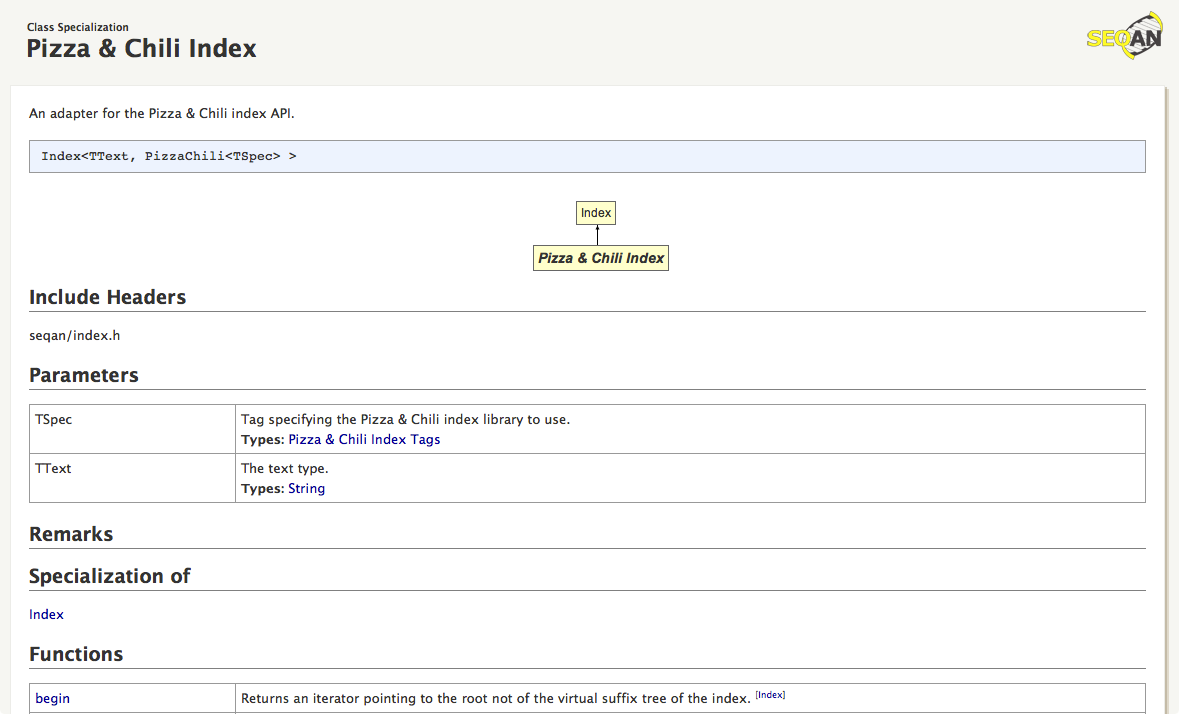 Class Specialization
Pizza & Chili Index
SEQAN
An adapter for the Pizza & Chili index API.
Index<TText, PizzaChili<TSpec> >
Index
Pizza & Chili Index
Include Headers
seqan/index.h
Parameters
TSpec
Tag specifying the Pizza & Chili index library to use.
Types: Pizza & Chili Index Tags
TText
The text type.
Types: String
Remarks
Specialization of
Index
Functions
begin
Returns an iterator pointing to the root not of the virtual suffix tree of the index. [Index]